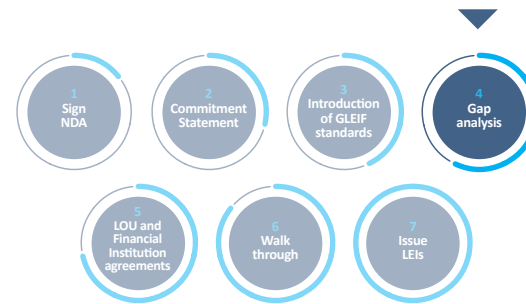 1
Sign
NDA
2
Commitment
Statement
3
Introduction
of GLEIF
standards
4
Gap
analysis
5
LOU and
Financial
Institution
agreements
6
Walk
through
7
Issue
LEIs